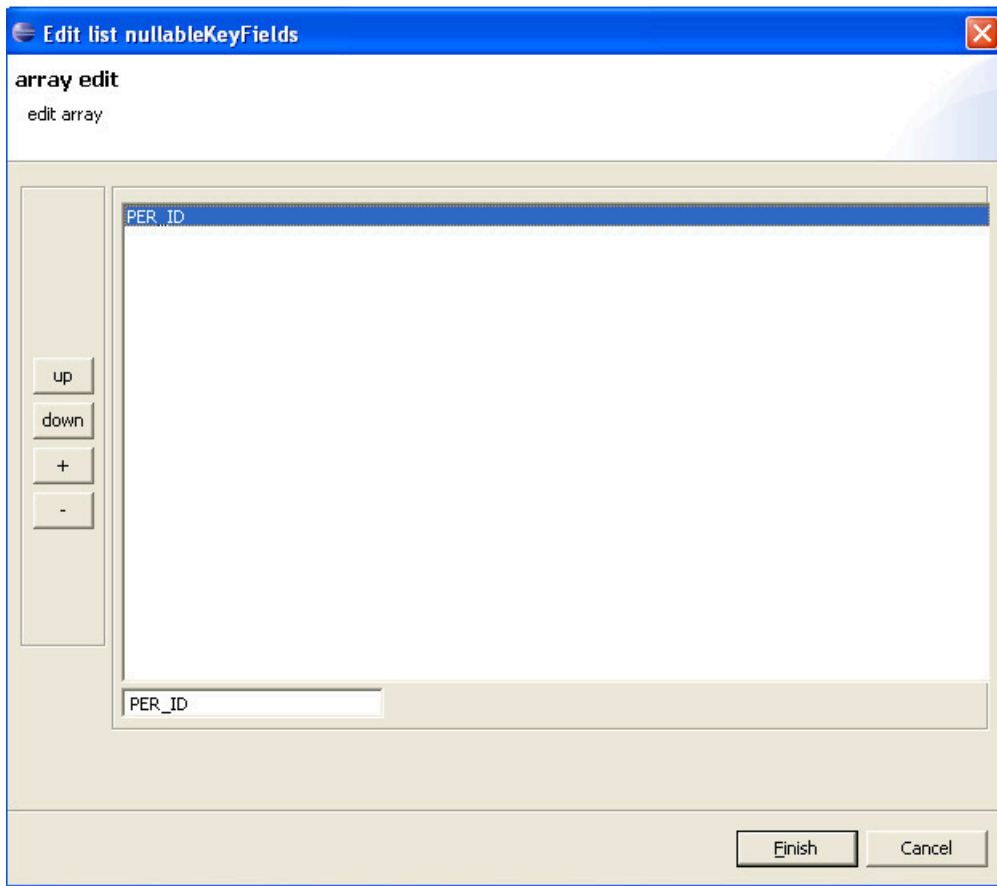 Edit list nullableKeyFields
array edit
edit array
PER_ID
up
down
+
-
PER_ID
Finish
Cancel